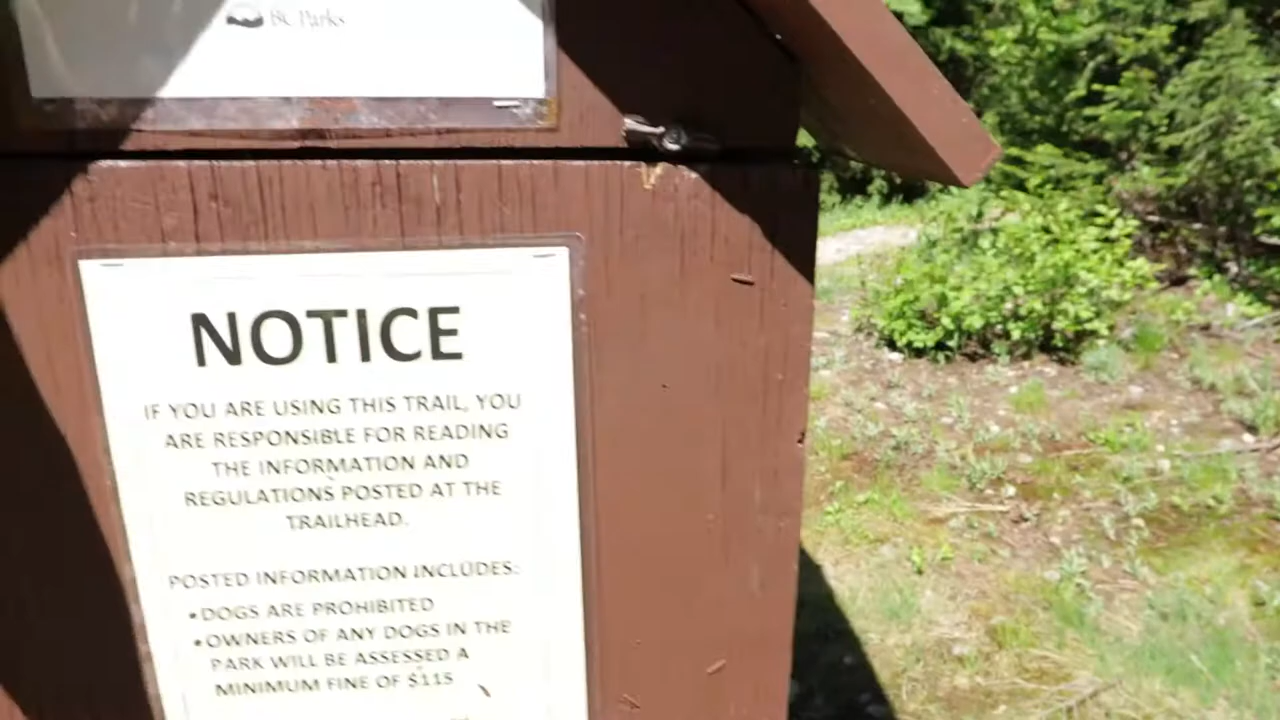 BC Parks
NOTICE
IF YOU ARE USING THIS TRAIL, YOU
ARE RESPONSIBLE FOR READING
THE INFORMATION AND
REGULATIONS POSTED AT THE
TRAILHEAD.
POSTED INFORMATION INCLUDES:
•DOGS ARE PROHIBITED
•OWNERS OF ANY DOGS IN THE
PARK WILL BE ASSESSED A
MINIMUM FINE OF $115